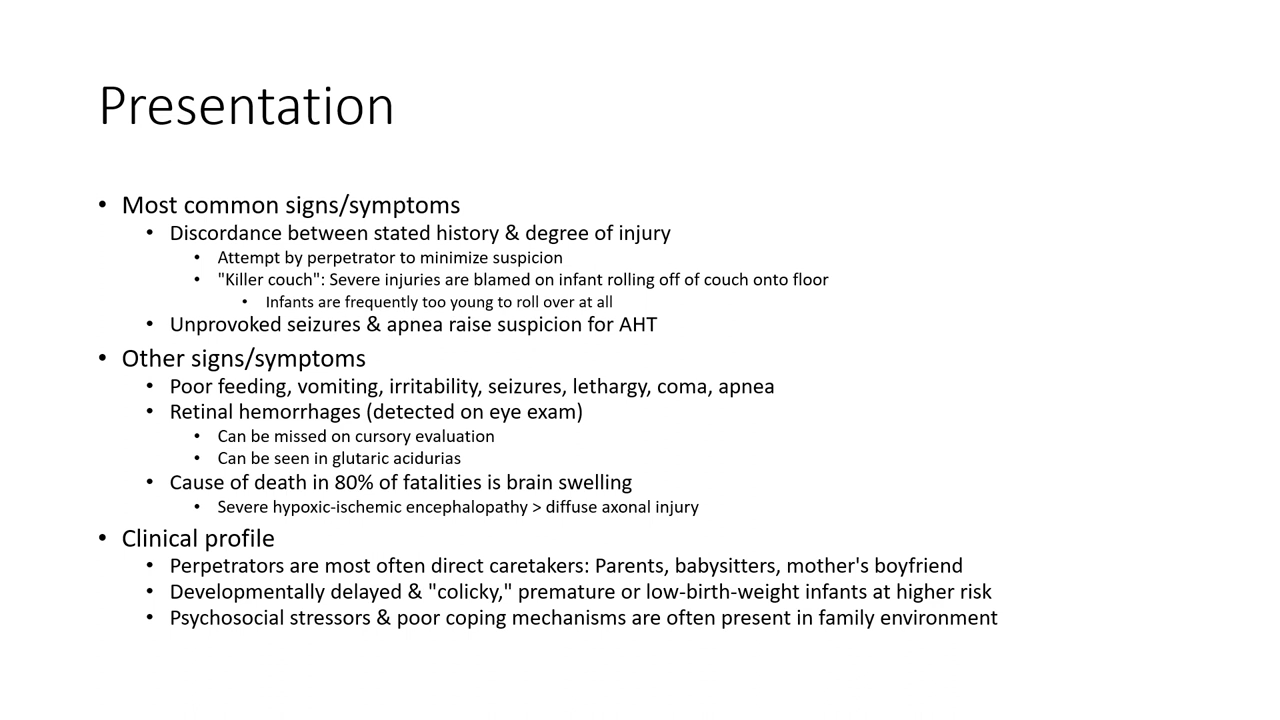 Presentation
• Most common signs/symptoms
• Discordance between stated history & degree of injury
• Attempt by perpetrator to minimize suspicion
• "Killer couch": Severe injuries are blamed on infant rolling off of couch onto floor
• Infants are frequently too young to roll over at all
• Unprovoked seizures & apnea raise suspicion for AHT
• Other signs/symptoms
• Poor feeding, vomiting, irritability, seizures, lethargy, coma, apnea
• Retinal hemorrhages (detected on eye exam)
• Can be missed on cursory evaluation
• Can be seen in glutaric acidurias
• Cause of death in 80% of fatalities is brain swelling
• Severe hypoxic-ischemic encephalopathy > diffuse axonal injury
• Clinical profile
• Perpetrators are most often direct caretakers: Parents, babysitters, mother's boyfriend
• Developmentally delayed & "colicky," premature or low-birth-weight infants at higher risk
• Psychosocial stressors & poor coping mechanisms are often present in family environment